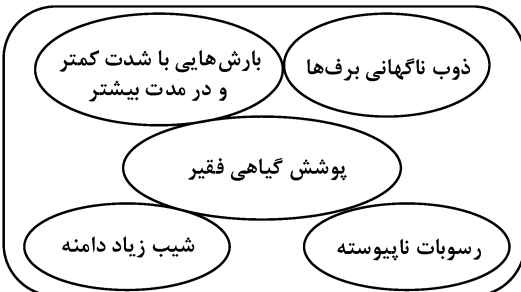 ذوب ناگهانی برف‌ها
بارش‌هایی با شدت کمتر
و در مدت بیشتر
پوشش گیاهی فقیر
رسوبات ناپیوسته
شیب زیاد دامنه